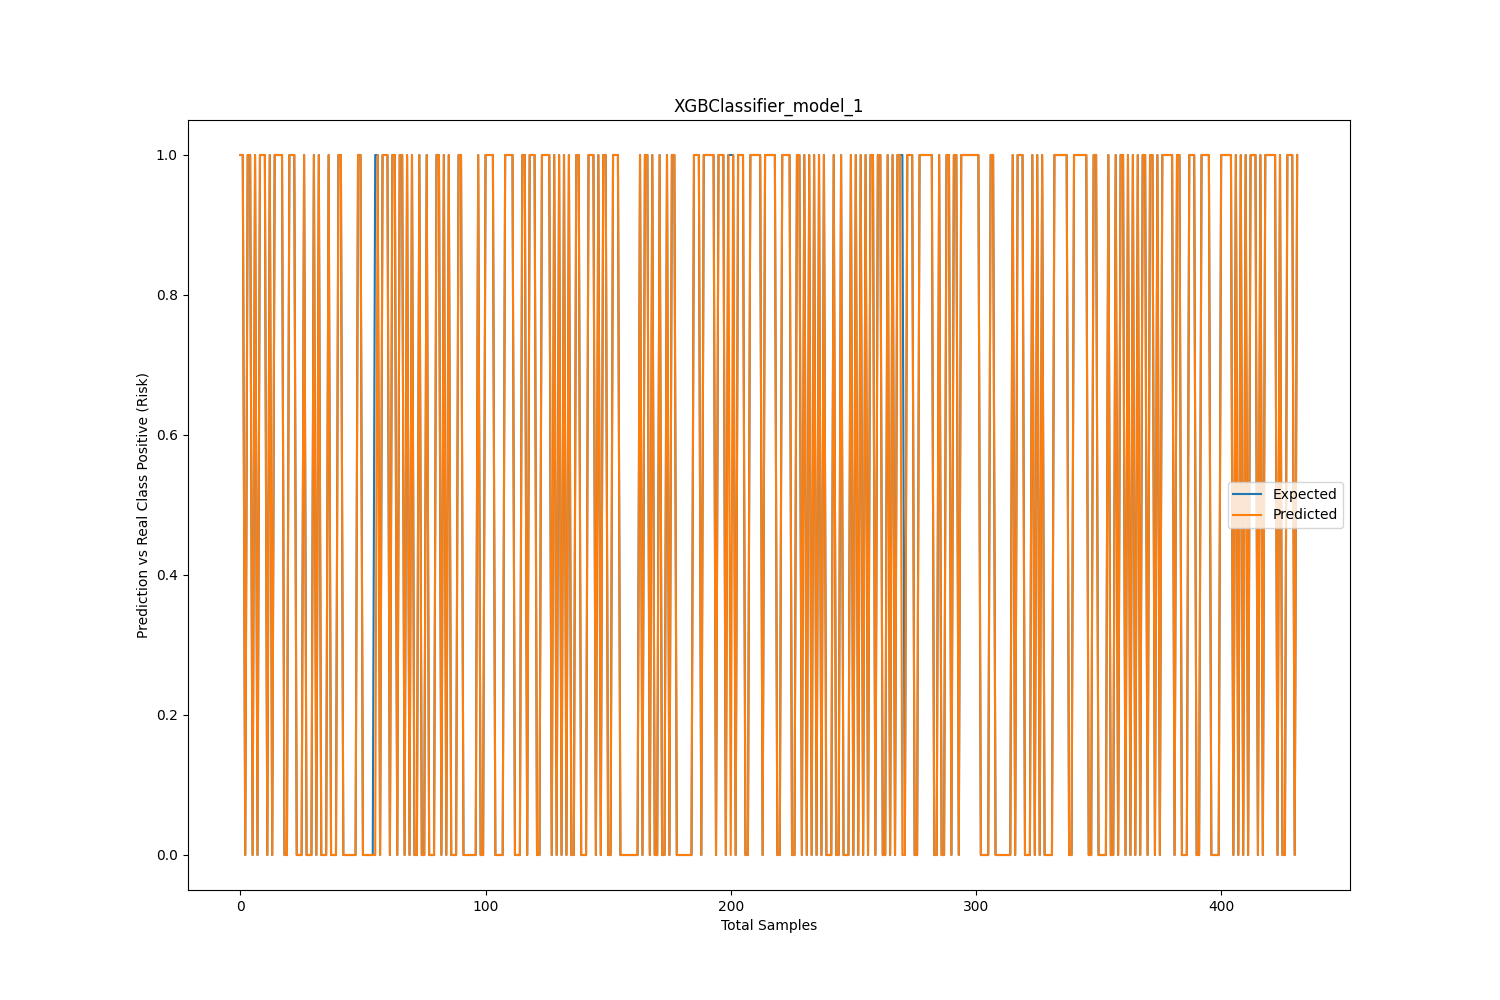 XGBClassifier_model_1
Prediction vs Real Class Positive (Risk)
1.0
0.8
0.6
0.4
0.2
0.0
Expected
Predicted
0 100 200 300 400
Total Samples